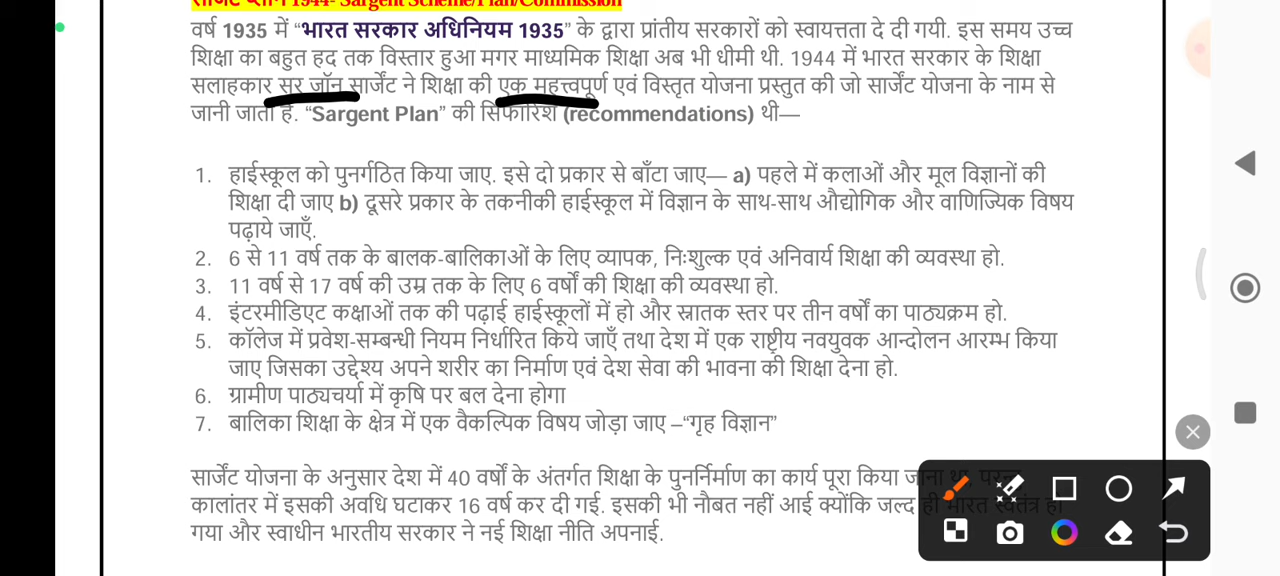 सार्जेंट प्लान 1944- Sargent Scheme/Plan/Commission
वर्ष 1935 में “भारत सरकार अधिनियम 1935” के द्वारा प्रांतीय सरकारों को स्वायत्तता दे दी गयी. इस समय उच्च
शिक्षा का बहुत हद तक विस्तार हुआ मगर माध्यमिक शिक्षा अब भी धीमी थी. 1944 में भारत सरकार के शिक्षा
सलाहकार सर जॉन सार्जेंट ने शिक्षा की एक महत्त्वपूर्ण एवं विस्तृत योजना प्रस्तुत की जो सार्जेंट योजना के नाम से
जानी जाती है. “Sargent Plan” की सिफारिश (recommendations) थी—
1. हाईस्कूल को पुनर्गठित किया जाए. इसे दो प्रकार से बाँटा जाए— a) पहले में कलाओं और मूल विज्ञानों की
शिक्षा दी जाए b) दूसरे प्रकार के तकनीकी हाईस्कूल में विज्ञान के साथ-साथ औद्योगिक और वाणिज्यिक विषय
पढ़ाये जाएँ.
2. 6 से 11 वर्ष तक के बालक-बालिकाओं के लिए व्यापक, निःशुल्क एवं अनिवार्य शिक्षा की व्यवस्था हो.
3. 11 वर्ष से 17 वर्ष की उम्र तक के लिए 6 वर्षों की शिक्षा की व्यवस्था हो.
4. इंटरमीडिएट कक्षाओं तक की पढ़ाई हाईस्कूलों में हो और स्नातक स्तर पर तीन वर्षों का पाठ्यक्रम हो.
5. कॉलेज में प्रवेश-सम्बन्धी नियम निर्धारित किये जाएँ तथा देश में एक राष्ट्रीय नवयुवक आन्दोलन आरम्भ किया
जाए जिसका उद्देश्य अपने शरीर का निर्माण एवं देश सेवा की भावना की शिक्षा देना हो.
6. ग्रामीण पाठ्यचर्या में कृषि पर बल देना होगा
7. बालिका शिक्षा के क्षेत्र में एक वैकल्पिक विषय जोड़ा जाए –“गृह विज्ञान”
सार्जेंट योजना के अनुसार देश में 40 वर्षों के अंतर्गत शिक्षा के पुनर्निर्माण का कार्य पूरा किया जाना था, परन्तु
कालांतर में इसकी अवधि घटाकर 16 वर्ष कर दी गई. इसकी भी नौबत नहीं आई क्योंकि जल्द ही भारत स्वतंत्र हो
गया और स्वाधीन भारतीय सरकार ने नई शिक्षा नीति अपनाई.